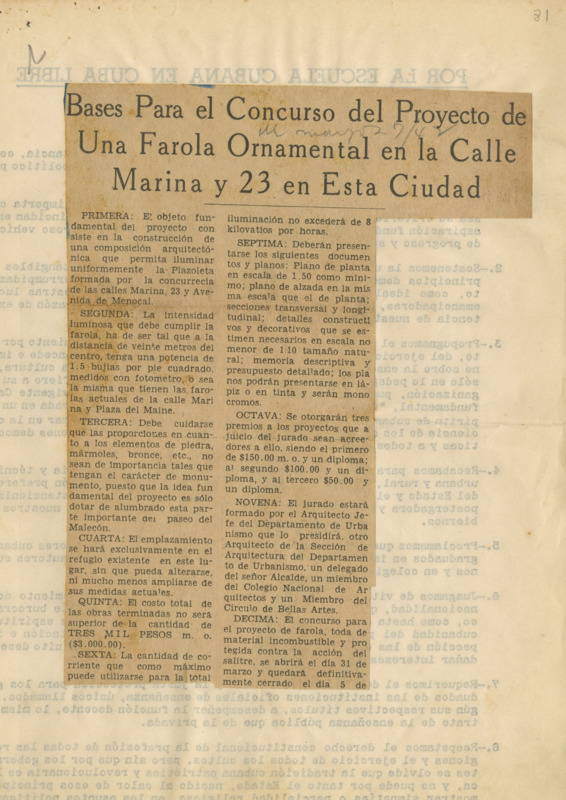 81
Bases Para el Concurso del Proyecto de
Una Farola Ornamental en la Calle
Marina y 23 en Esta Ciudad
PRIMERA: El objeto fun-
damental del proyecto con
siste en la construcción de
una composición arquitectó-
nica que permita iluminar
uniformemente la Plazoleta
formada por la concurrecia
de las calles Marina, 23 y Ave-
nida de Menocal.
SEGUNDA: La intensidad
luminosa que debe cumplir la
farola, ha de ser tal que a la
distancia de veinte metros del
centro, tenga una potencia de
1.5 bujias por pie cuadrado,
medidos con fotometro, o sea
la misma que tienen las faro-
las actuales de la calle Mari
na y Plaza del Maine.
TERCERA: Debe cuidar-
se que las proporciones en cuan-
to a los elementos de piedra,
mármoles, bronce, etc., no
sean de importancia tales que
tengan el carácter de monu-
mento, puesto que la idea fun
damental del proyecto es sólo
dotar de alumbrado esta par-
te importante del paseo del
Malecón.
CUARTA: El emplazamiento
se hará exclusivamente en el
refugio existente en este lu-
gar, sin que pueda alterarse,
ni mucho menos ampliarse de
sus medidas actuales.
QUINTA: El costo total de
las obras terminadas no será
superior de la cantidad de
TRES MIL PESOS m. o.
($3.000.00).
SEXTA: La cantidad de co-
rriente que como máximo
puede utilizarse para la total
iluminación no excederá de 8
kilovatios por horas.
SEPTIMA: Deberán presen-
tarse los siguientes documen
tos y planos: Plano de planta
en escala de 1.50 como míni-
mo; plano de alzada en la mis
ma escala que el de planta;
secciones transversal y longi-
tudinal; detalles constructi
vos y decorativos que se es-
timen necesarios en escala no
menor de 1:10 tamaño natu-
ral; memoria descriptiva y
presupuesto detallado; los pla
nos podrán presentarse en lá-
piz o en tinta y serán mono
cromos.
OCTAVA: Se otorgarán tres
premios a los proyectos que a
juicio del jurado sean acree-
dores a ello, siendo el primero
de $150.00 m. o. y un diploma;
al segundo $100.00 y un di-
ploma, y al tercero $50.00 y
un diploma.
NOVENA: El jurado estará
formado por el Arquitecto Je-
fe del Departamento de Urba
nismo que lo presidirá, otro
Arquitecto de la Sección de
Arquitectura del Departamen
to de Urbanismo, un delegado
del señor Alcalde, un miembro
del Colegio Nacional de Ar
quitectos y un Miembro del
Circulo de Bellas Artes.
DECIMA: El concurso para
el proyecto de farola, toda de
material incombustible y pro
tegida contra la acción del
salitre, se abrirá el día 31 de
marzo y quedará definitiva-
mente cerrado el día 5 de